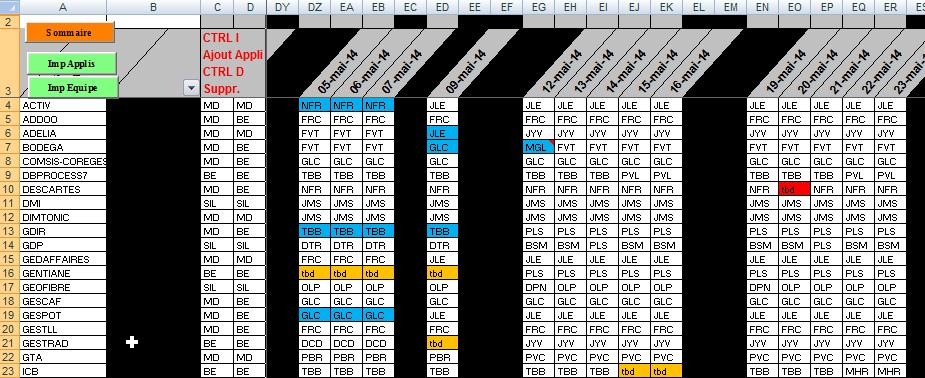 A B C D DY DZ EA EB EC ED EE EF EG EH EI EJ EK EL EM EN EO EP EQ ER ES
2
3 Sommaire Imp Applis Imp Equipe
CTRL I
Ajout Appli
CTRL D
Suppr.
05-mai-14 06-mai-14 07-mai-14 09-mai-14 12-mai-14 13-mai-14 14-mai-14 15-mai-14 16-mai-14 19-mai-14 20-mai-14 21-mai-14 22-mai-14 23-mai-14
4 ACTIV MD MD NFR NFR NFR JLE JLE JLE JLE JLE JLE JLE JLE JLE JLE JLE
5 ADDOO MD BE FRC FRC FRC FRC FRC FRC FRC FRC FRC FRC FRC FRC FRC FRC
6 ADELIA MD MD FVT FVT FVT JLE JYV JYV JYV JYV JYV JYV JYV JYV JYV JYV
7 BODEGA MD BE FVT FVT FVT GLC MGL FVT FVT FVT FVT FVT FVT FVT FVT FVT
8 COMSIS-COREGES MD MD GLC GLC GLC GLC GLC GLC GLC GLC GLC GLC GLC GLC GLC GLC
9 DBPROCESS7 BE BE TBB TBB TBB TBB TBB TBB TBB PVL PVL TBB TBB TBB PVL PVL
10 DESCARTES MD BE NFR NFR NFR NFR NFR NFR NFR NFR NFR NFR tbd NFR NFR NFR
11 DMI SIL SIL JMS JMS JMS JMS JMS JMS JMS JMS JMS JMS JMS JMS JMS JMS
12 DIMTONIC MD MD JMS JMS JMS JMS JMS JMS JMS JMS JMS JMS JMS JMS JMS JMS
13 GDIR MD BE TBB TBB TBB TBB PLS PLS PLS PLS PLS PLS PLS PLS PLS PLS
14 GDP SIL SIL DTR DTR DTR DTR BSM BSM PLS BSM BSM BSM BSM PLS BSM BSM
15 GEDAFFAIRES MD MD FRC FRC FRC JLE JLE JLE JLE JLE JLE JLE JLE JLE JLE JLE
16 GENTIANE BE BE tbd tbd tbd tbd PLS PLS PLS PLS PLS PLS PLS PLS PLS PLS
17 GEOFIBRE SIL SIL OLP OLP OLP OLP DPN OLP OLP OLP OLP DPN OLP OLP OLP OLP
18 GESCAF MD BE GLC GLC GLC GLC GLC GLC GLC GLC GLC GLC GLC GLC GLC GLC
19 GESPOT MD BE GLC GLC GLC JLE JLE JLE JLE JLE JLE JLE JLE JLE JLE JLE
20 GESTLL MD BE FRC FRC FRC FRC FRC FRC FRC FRC FRC FRC FRC FRC FRC FRC
21 GESTRAD BE BE DCD DCD DCD tbd JYV JYV JYV JYV JYV JYV JYV JYV JYV JYV
22 GTA MD MD PBR PBR PBR PBR PVC PVC PVC PVC PVC PVC PVC PVC PVC PVC
23 ICB BE BE TBB TBB TBB TBB TBB TBB TBB tbd tbd TBB TBB TBB MHR MHR